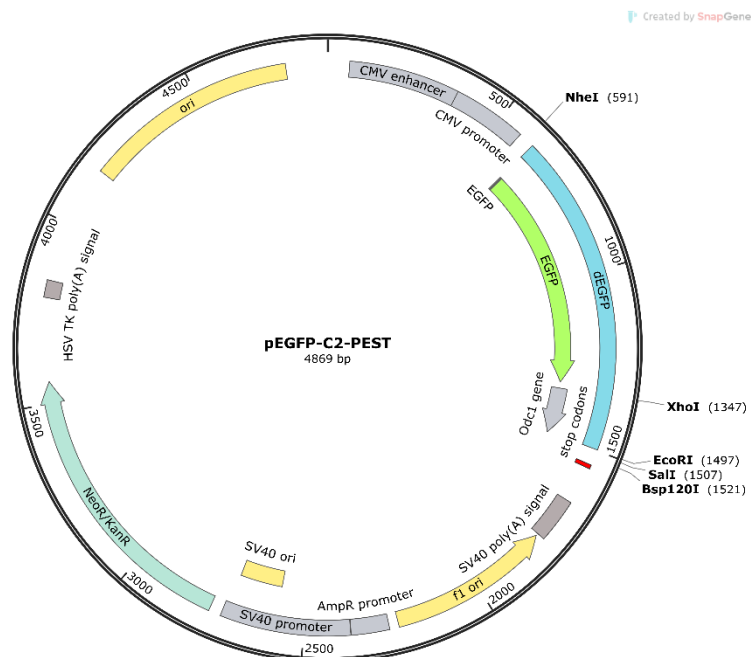 Created by SnapGene
CMV enhancer
CMV promoter
500
NheI (591)
EGFP
EGFP
dEGFP
1000
XhoI (1347)
Odc1 gene
stop codons
1500
EcoRI (1497)
SalI (1507)
Bsp120I (1521)
SV40 poly(A) signal
f1 ori
2000
AmpR promoter
SV40 promoter
SV40 ori
2500
NeoR/KanR
3000
3500
HSV TK poly(A) signal
4000
ori
4500
pEGFP-C2-PEST
4869 bp